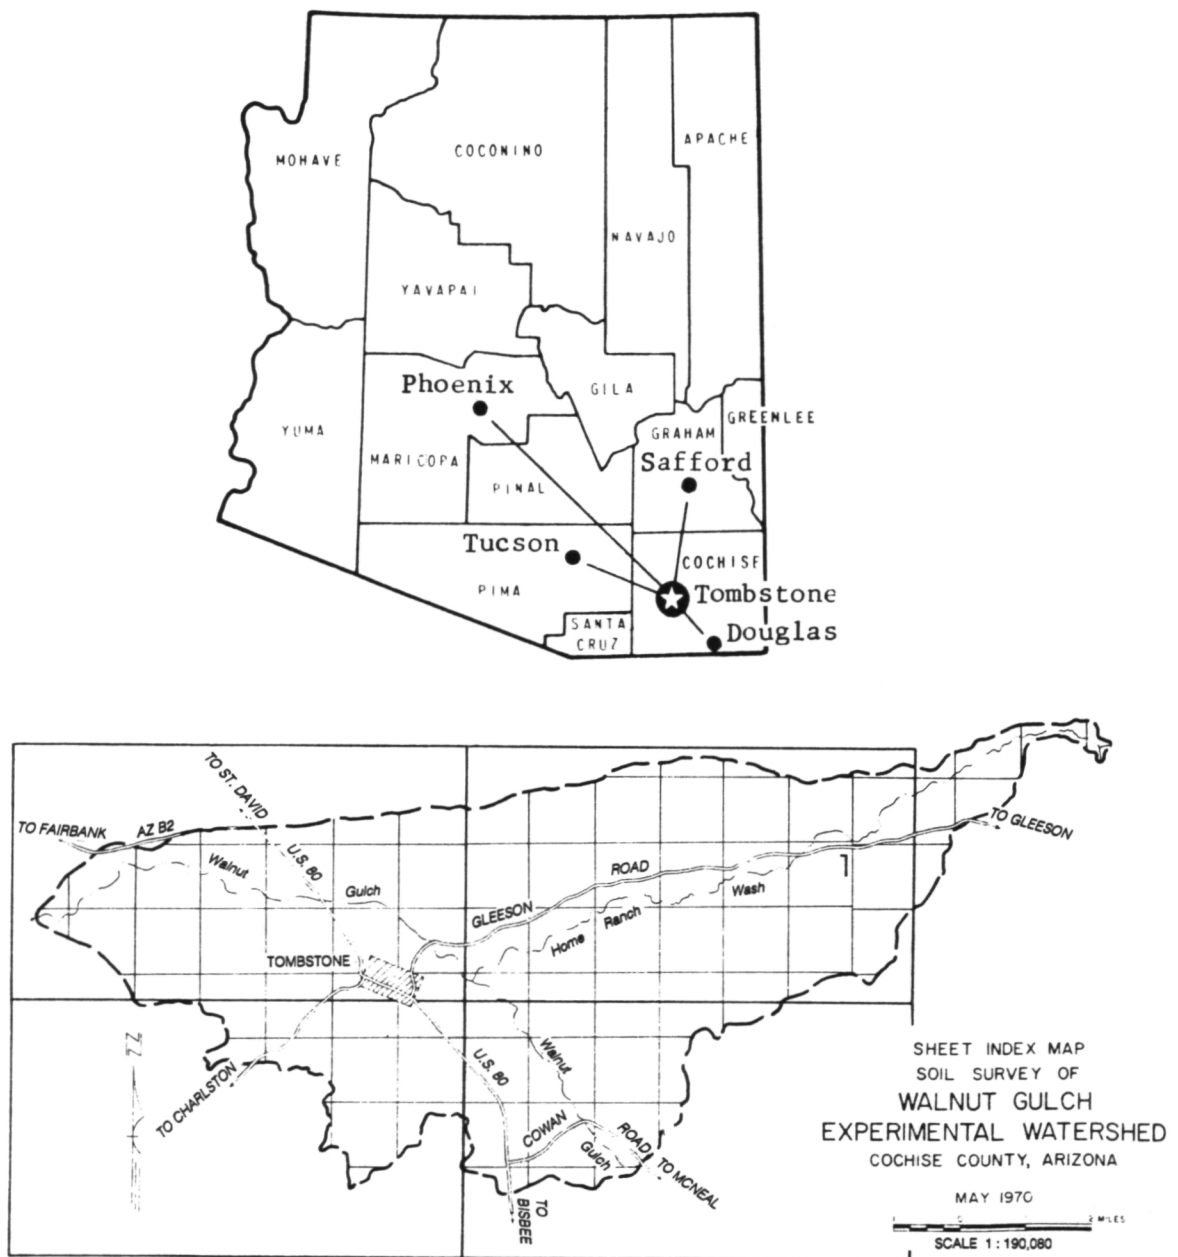 MOHAVE
COCONINO
APACHE
NAVAJO
YAVAPAI
Phoenix
GILA
YUMA
MARICOPA
PINAL
GRAHAM
GREENLEE
Safford
Tucson
COCHISE
PIMA
Tombstone
SANTA
CRUZ
Douglas
TO ST. DAVID
TO FAIRBANK
AZ B2
U.S. 80
Walnut
Gulch
ROAD
GLEESON
TO GLEESON
Wash
Ranch
Home
TOMBSTONE
Walnut
U.S. 80
TO CHARLSTON
COWAN
ROAD
Gulch
TO MCNEAL
TO
BISBEE
SHEET INDEX MAP
SOIL SURVEY OF
WALNUT GULCH
EXPERIMENTAL WATERSHED
COCHISE COUNTY, ARIZONA
MAY 1970
1 0 2 MILES
SCALE 1 : 190,080